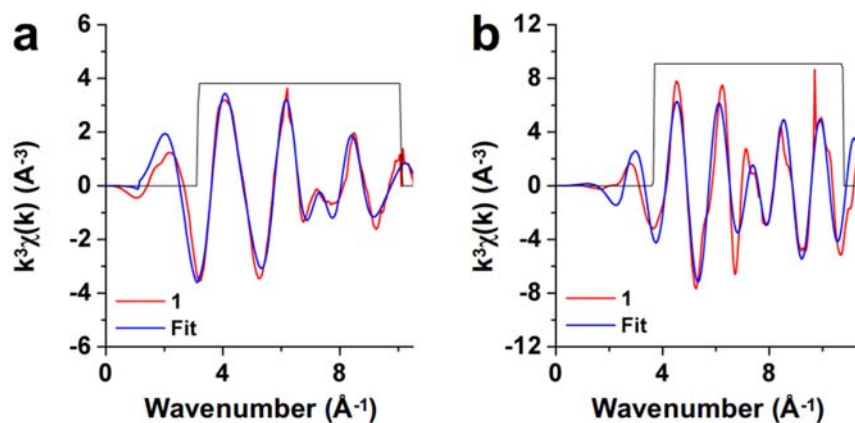 a
6
4
2
0
-2
-4
-6
k³χ(k) (A⁻³)
1
Fit
0 4 8
Wavenumber (Å⁻¹)
b
12
8
4
0
-4
-8
-12
k³χ(k) (A⁻³)
1
Fit
0 4 8
Wavenumber (Å⁻¹)